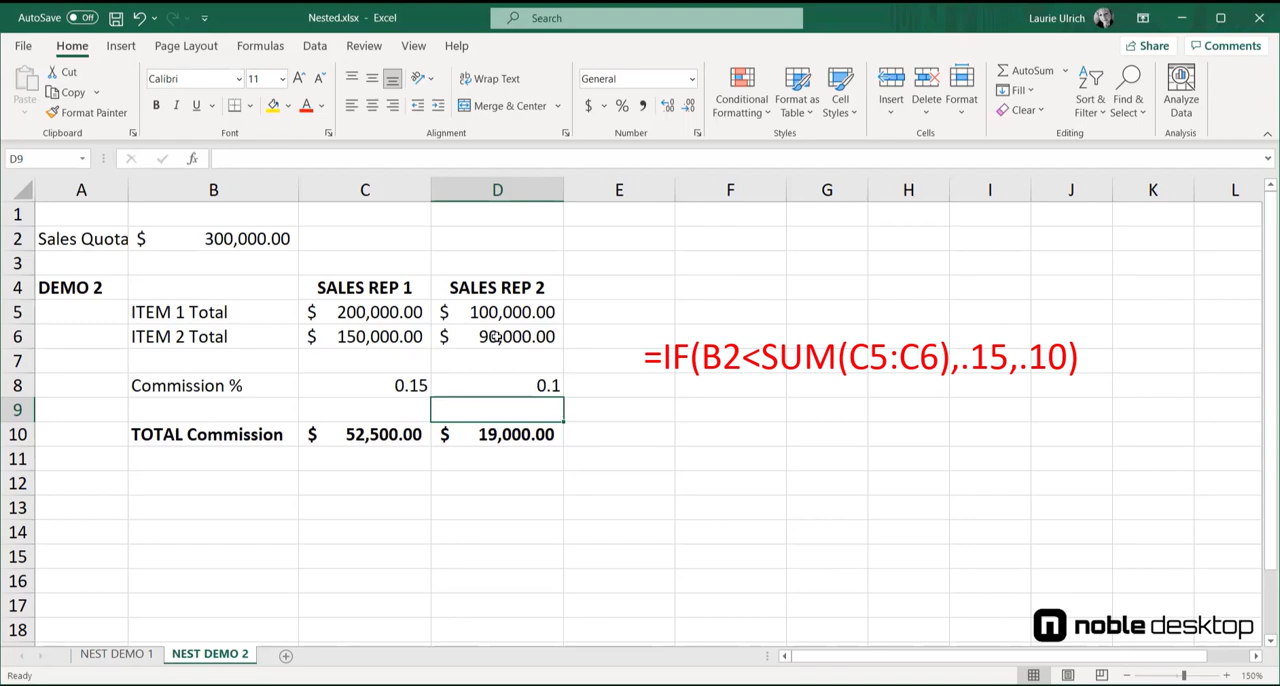 AutoSave Off Nested.xlsx - Excel Search Laurie Ulrich
File Home Insert Page Layout Formulas Data Review View Help Share Comments
Paste
Cut
Copy
Format Painter
Clipboard
Calibri 11
B I U A
Font
Wrap Text
Merge & Center
Alignment
General
$ % 9
Number
Conditional Formatting
Format as Table
Cell Styles
Styles
Insert Delete Format
Cells
AutoSum
Fill
Clear
Sort & Filter
Find & Select
Editing
Analyze Data
Analysis
D9 fx
A B C D E F G H I J K L
1
2 Sales Quota $ 300,000.00
3
4 DEMO 2 SALES REP 1 SALES REP 2
5 ITEM 1 Total $ 200,000.00 $ 100,000.00
6 ITEM 2 Total $ 150,000.00 $ 90,000.00
=IF(B2<SUM(C5:C6),.15,.10)
7
8 Commission % 0.15 0.1
9
10 TOTAL Commission $ 52,500.00 $ 19,000.00
11
12
13
14
15
16
17
18
noble desktop
NEST DEMO 1 NEST DEMO 2
Ready 150%